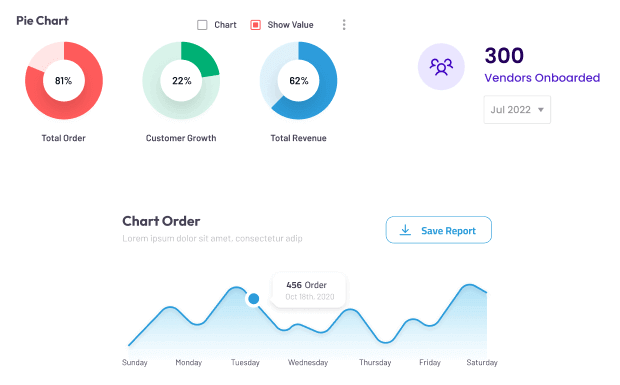 Pie Chart
Chart
Show Value
81%
22%
62%
Total Order
Customer Growth
Total Revenue
300
Vendors Onboarded
Jul 2022
Chart Order
Lorem ipsum dolor sit amet, consectetur adip
Save Report
456 Order
Oct 18th, 2020
Sunday
Monday
Tuesday
Wednesday
Thursday
Friday
Saturday